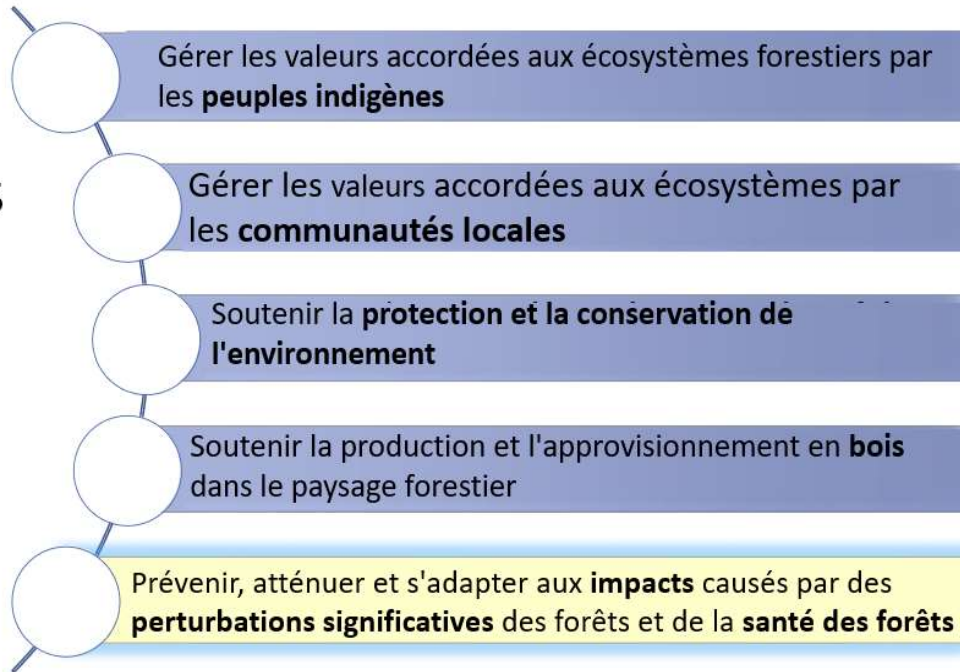 Gérer les valeurs accordées aux écosystèmes forestiers par
les peuples indigènes
Gérer les valeurs accordées aux écosystèmes par
les communautés locales
Soutenir la protection et la conservation de
l'environnement
Soutenir la production et l'approvisionnement en bois
dans le paysage forestier
Prévenir, atténuer et s'adapter aux impacts causés par des
perturbations significatives des forêts et de la santé des forêts